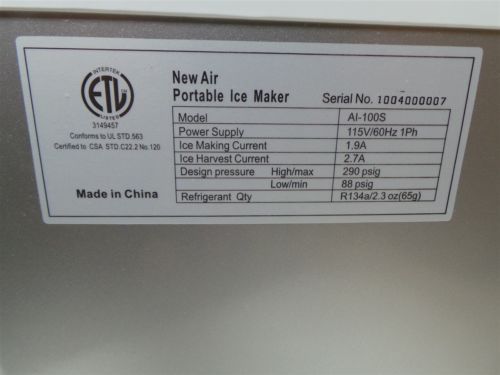 INTERTEK
ETL
LISTED
3149457
Conforms to UL STD.563
Certified to CSA STD.C22.2 No.120
Made in China
New Air
Portable Ice Maker Serial No. 1004000007
Model AI-100S
Power Supply 115V/60Hz 1Ph
Ice Making Current 1.9A
Ice Harvest Current 2.7A
Design pressure High/max 290 psig
Low/min 88 psig
Refrigerant Qty R134a/2.3 oz(65g)